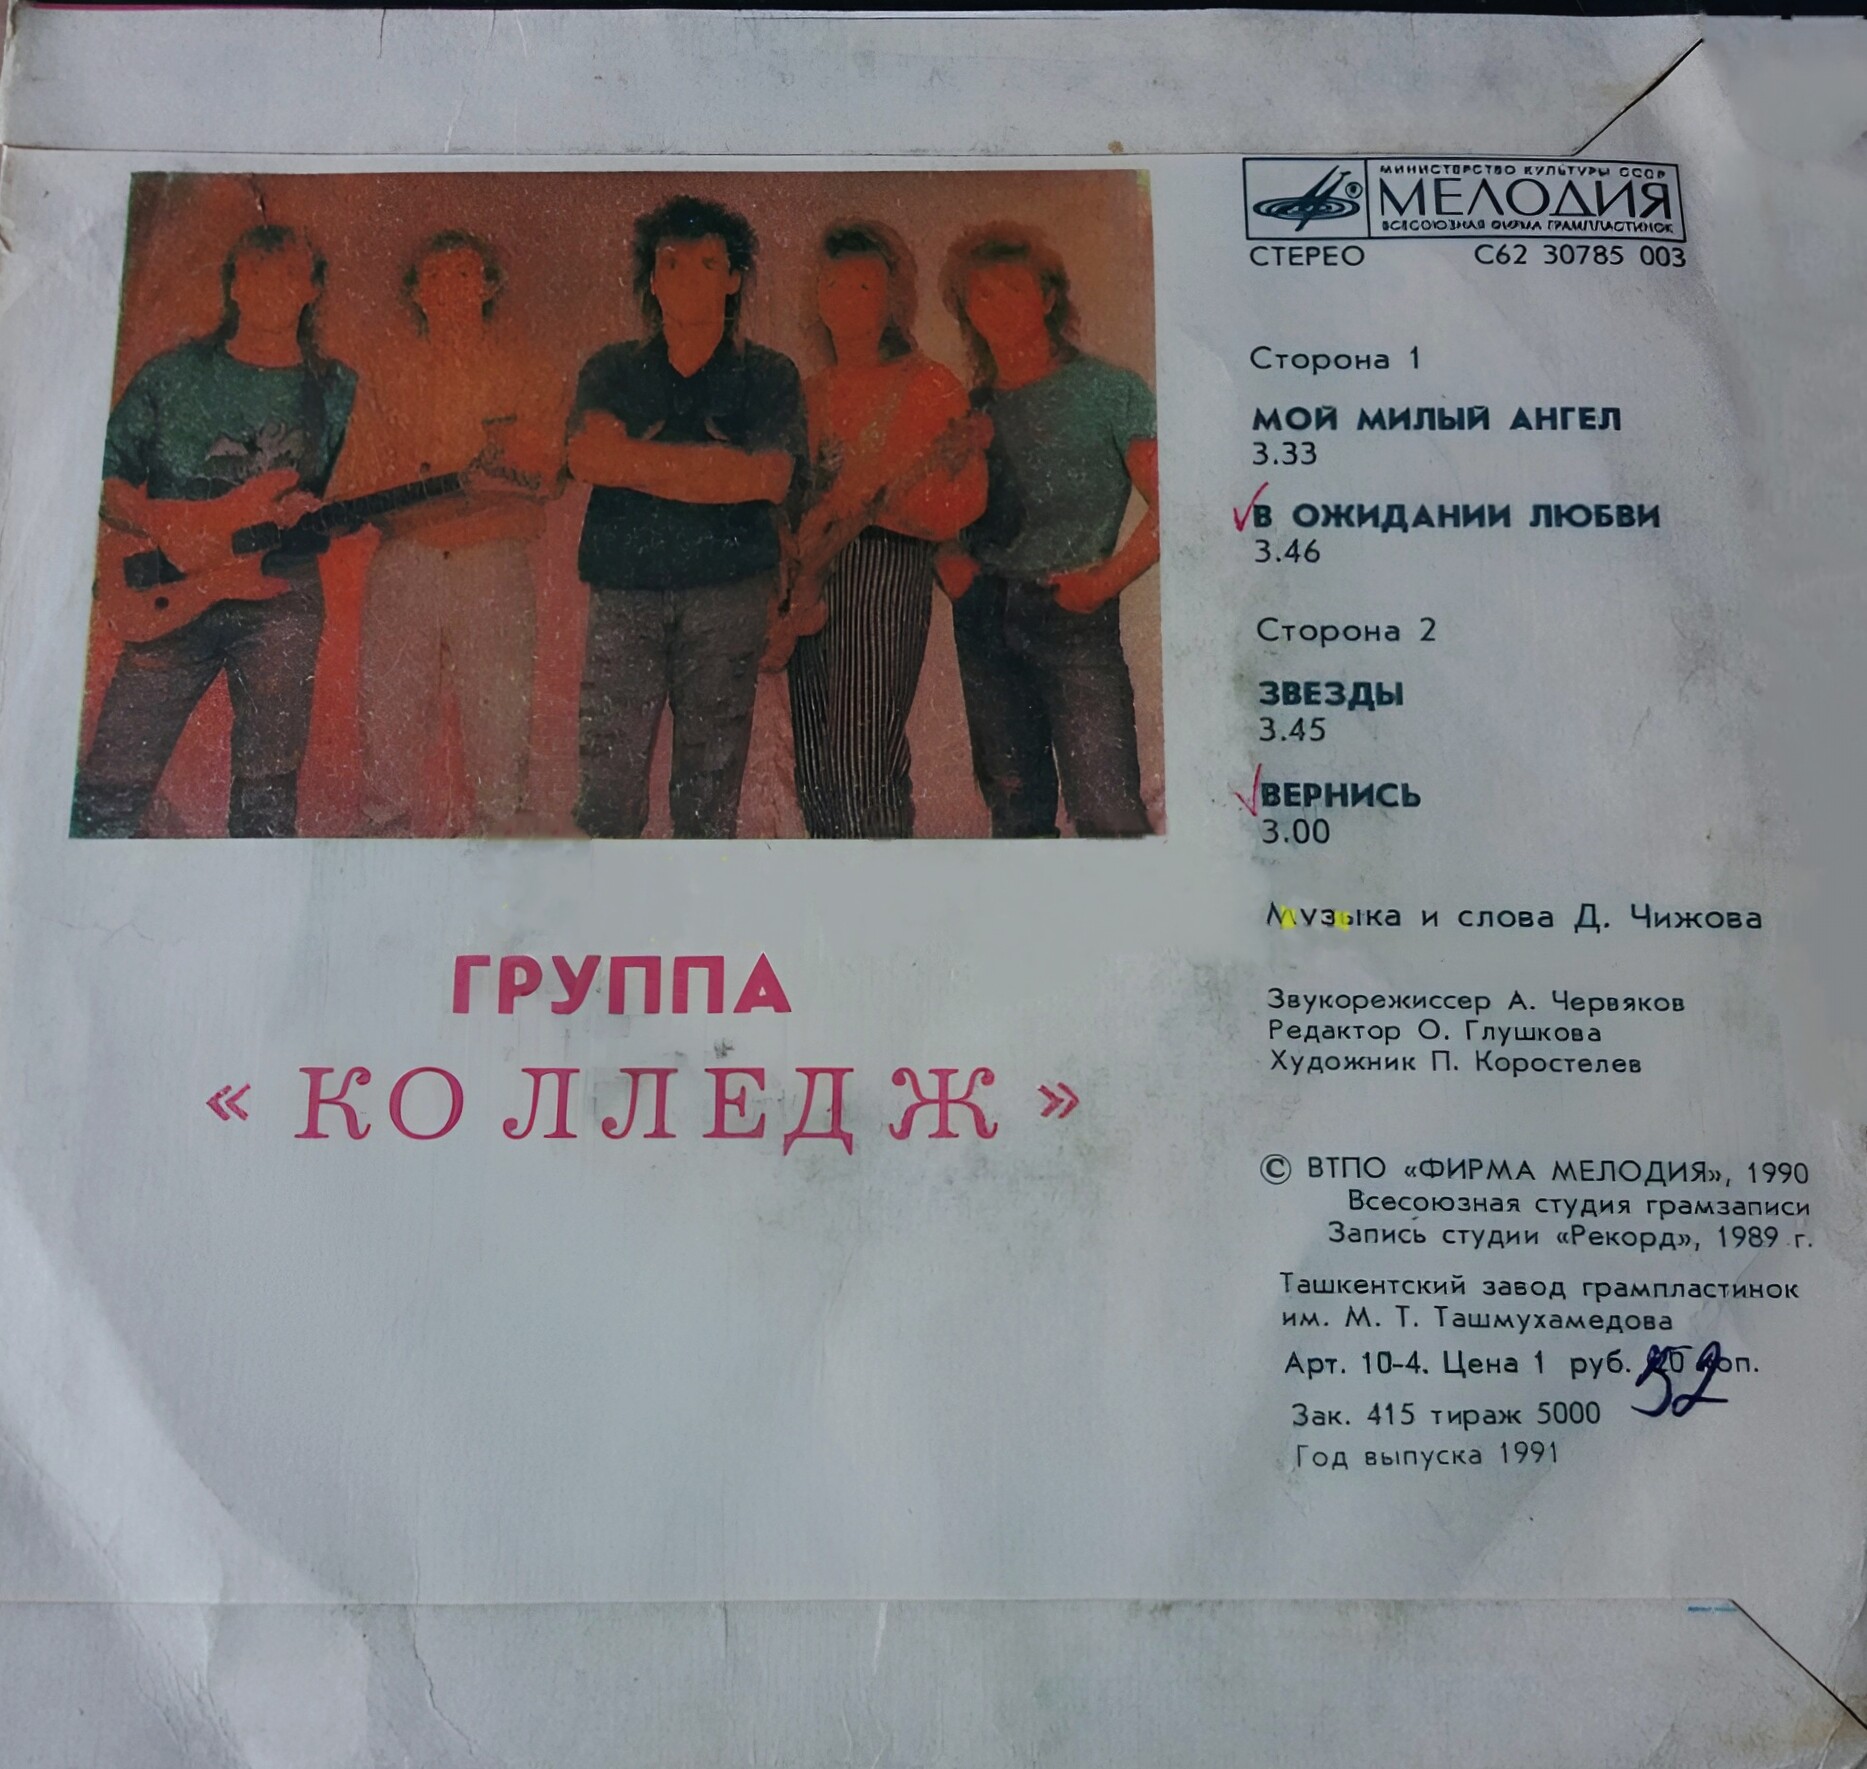 МИНИСТЕРСТВО КУЛЬТУРЫ СССР
МЕЛОДИЯ
ВСЕСОЮЗНАЯ ФИРМА ГРАМПЛАСТИНОК
СТЕРЕО С62 30785 003
Сторона 1
МОЙ МИЛЫЙ АНГЕЛ
3.33
В ОЖИДАНИИ ЛЮБВИ
3.46
Сторона 2
ЗВЕЗДЫ
3.45
ВЕРНИСЬ
3.00
Музыка и слова Д. Чижова
ГРУППА
«КОЛЛЕДЖ»
Звукорежиссер А. Червяков
Редактор О. Глушкова
Художник П. Коростелев
© ВТПО «ФИРМА МЕЛОДИЯ», 1990
Всесоюзная студия грамзаписи
Запись студии «Рекорд», 1989 г.
Ташкентский завод грампластинок
им. М. Т. Ташмухамедова
Арт. 10-4. Цена 1 руб. коп.
52
Зак. 415 тираж 5000
Год выпуска 1991